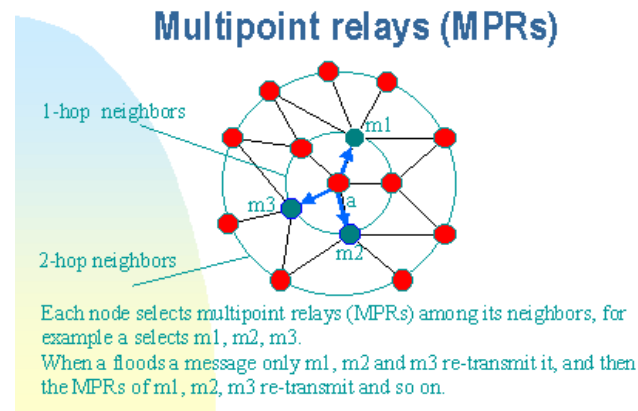 Multipoint relays (MPRs)
1-hop neighbors
m1
m3
a
m2
2-hop neighbors
Each node selects multipoint relays (MPRs) among its neighbors, for
example a selects m1, m2, m3.
When a floods a message only m1, m2 and m3 re-transmit it, and then
the MPRs of m1, m2, m3 re-transmit and so on.